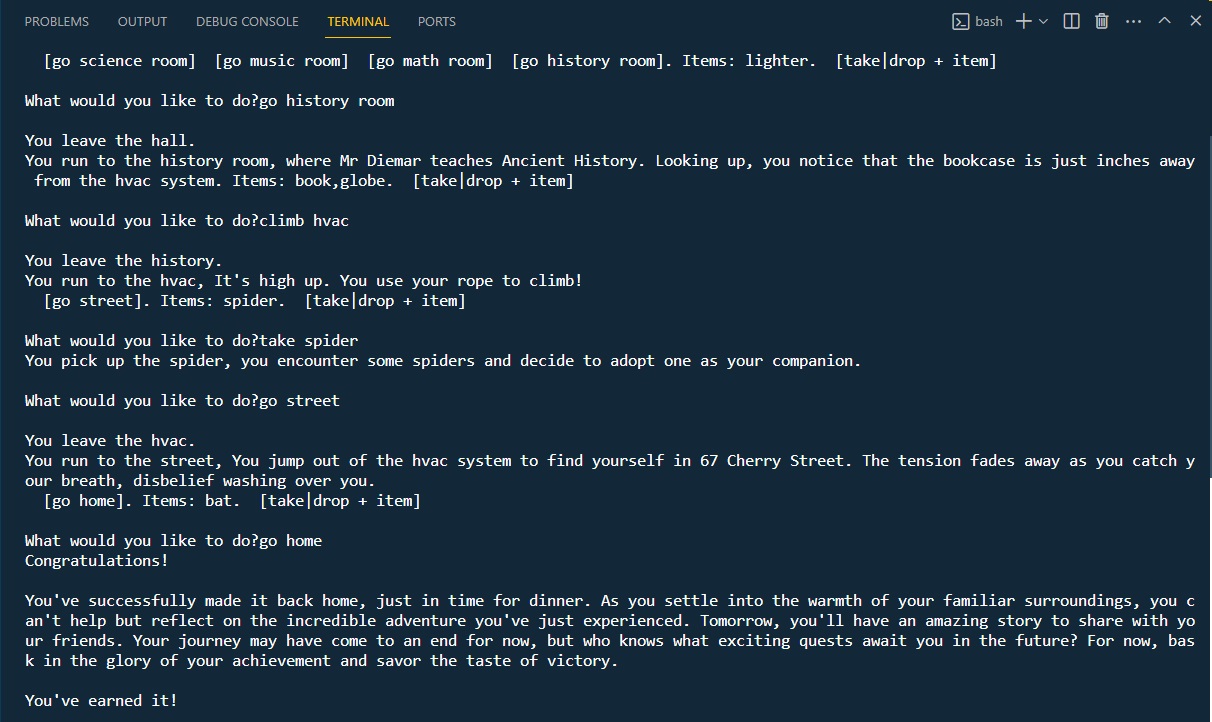 PROBLEMS OUTPUT DEBUG CONSOLE TERMINAL PORTS bash
[go science room] [go music room] [go math room] [go history room]. Items: lighter. [take|drop + item]
What would you like to do?go history room
You leave the hall.
You run to the history room, where Mr Diemar teaches Ancient History. Looking up, you notice that the bookcase is just inches away
from the hvac system. Items: book,globe. [take|drop + item]
What would you like to do?climb hvac
You leave the history.
You run to the hvac, It's high up. You use your rope to climb!
[go street]. Items: spider. [take|drop + item]
What would you like to do?take spider
You pick up the spider, you encounter some spiders and decide to adopt one as your companion.
What would you like to do?go street
You leave the hvac.
You run to the street, You jump out of the hvac system to find yourself in 67 Cherry Street. The tension fades away as you catch y
our breath, disbelief washing over you.
[go home]. Items: bat. [take|drop + item]
What would you like to do?go home
Congratulations!
You've successfully made it back home, just in time for dinner. As you settle into the warmth of your familiar surroundings, you c
an't help but reflect on the incredible adventure you've just experienced. Tomorrow, you'll have an amazing story to share with yo
ur friends. Your journey may have come to an end for now, but who knows what exciting quests await you in the future? For now, bas
k in the glory of your achievement and savor the taste of victory.
You've earned it!